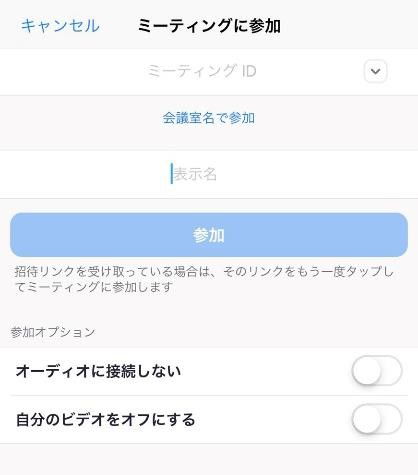 キャンセル ミーティングに参加
ミーティング ID
会議室名で参加
表示名
参加
招待リンクを受け取っている場合は、そのリンクをもう一度タップし
てミーティングに参加します
参加オプション
オーディオに接続しない
自分のビデオをオフにする